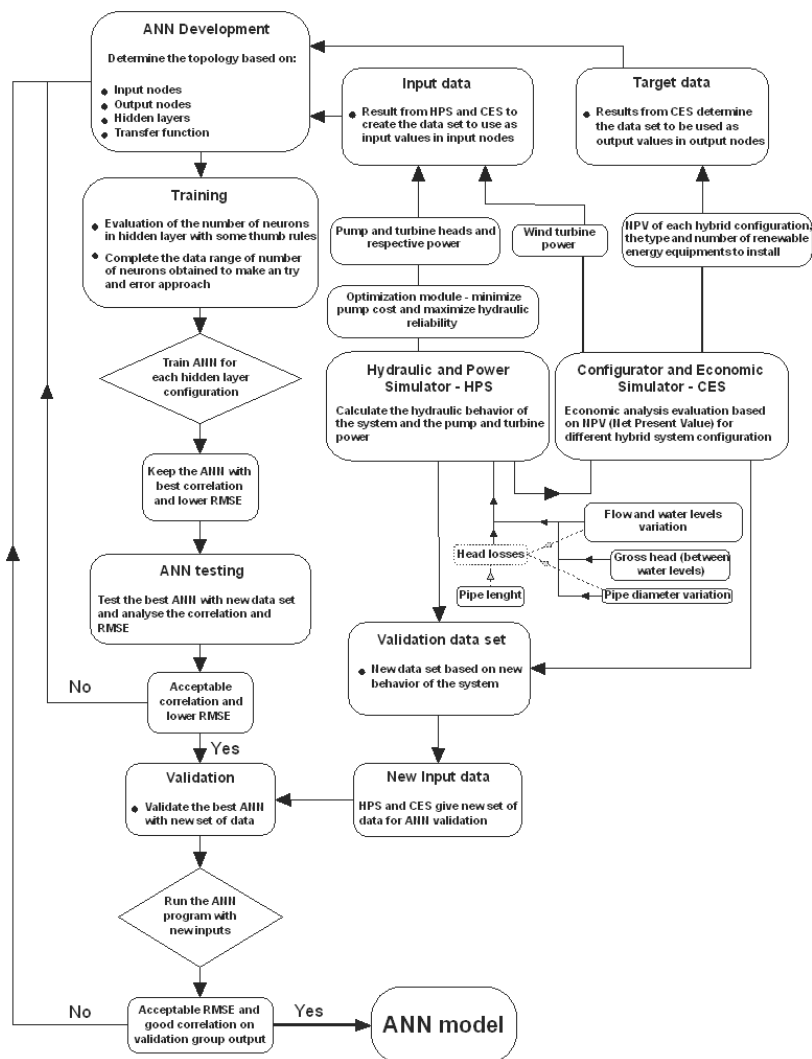 ANN Development
Determine the topology based on:
Input nodes
Output nodes
Hidden layers
Transfer function
Input data
Result from HPS and CES to
create the data set to use as
input values in input nodes
Target data
Results from CES determine
the data set to be used as
output values in output nodes
Training
Evaluation of the number of neurons
in hidden layer with some thumb rules
Complete the data range of number
of neurons obtained to make an try
and error approach
Pump and turbine heads and
respective power
Wind turbine
power
NPV of each hybrid configuration,
the type and number of renewable
energy equipments to install
Optimization module - minimize
pump cost and maximize hydraulic
reliability
Train ANN for
each hidden layer
configuration
Hydraulic and Power
Simulator - HPS
Calculate the hydraulic behavior of
the system and the pump and turbine
power
Configurator and Economic
Simulator - CES
Economic analysis evaluation based
on NPV (Net Present Value) for
different hybrid system configuration
Keep the ANN with
best correlation
and lower RMSE
Flow and water levels
variation
Head losses
Gross head (between
water levels)
Pipe lenght
Pipe diameter variation
ANN testing
Test the best ANN with new data set
and analyse the correlation and
RMSE
Validation data set
New data set based on new
behavior of the system
No
Acceptable
correlation and
lower RMSE
Yes
Validation
Validate the best ANN
with new set of data
New Input data
HPS and CES give new set of
data for ANN validation
Run the ANN
program with
new inputs
No
Acceptable RMSE and
good correlation on
validation group output
Yes
ANN model